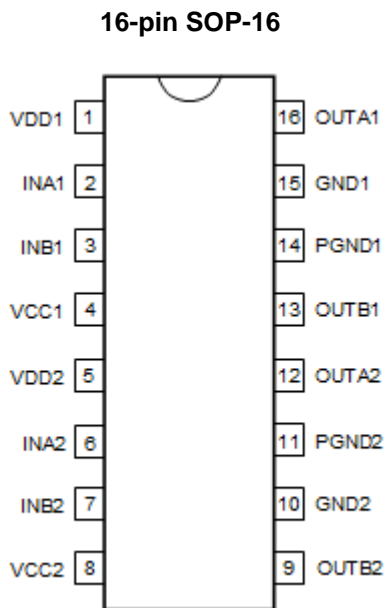 16-pin SOP-16
VDD1 1 16 OUTA1
INA1 2 15 GND1
INB1 3 14 PGND1
VCC1 4 13 OUTB1
VDD2 5 12 OUTA2
INA2 6 11 PGND2
INB2 7 10 GND2
VCC2 8 9 OUTB2